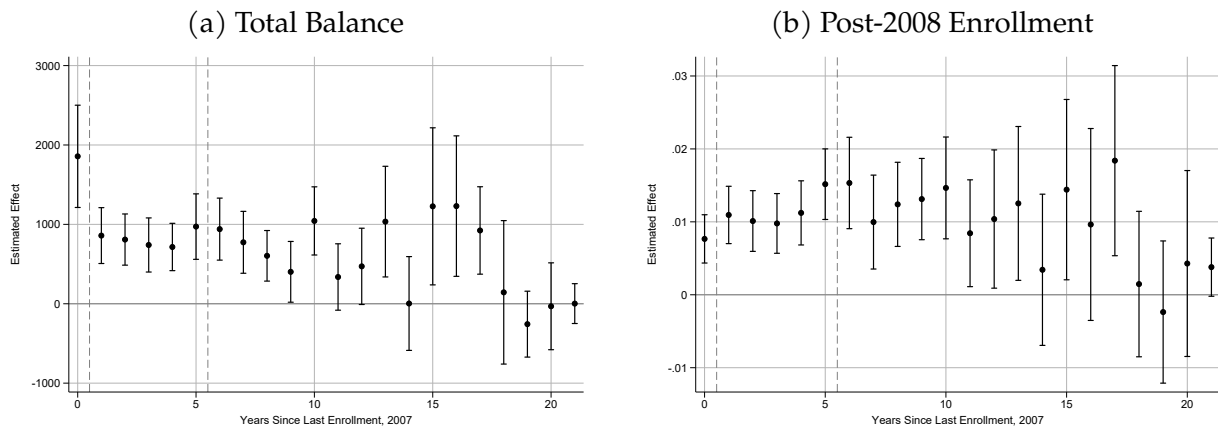 (a) Total Balance
3000
2000
1000
0
-1000
Estimated Effect
0 5 10 15 20
Years Since Last Enrollment, 2007
(b) Post-2008 Enrollment
.03
.02
.01
0
-.01
Estimated Effect
0 5 10 15 20
Years Since Last Enrollment, 2007